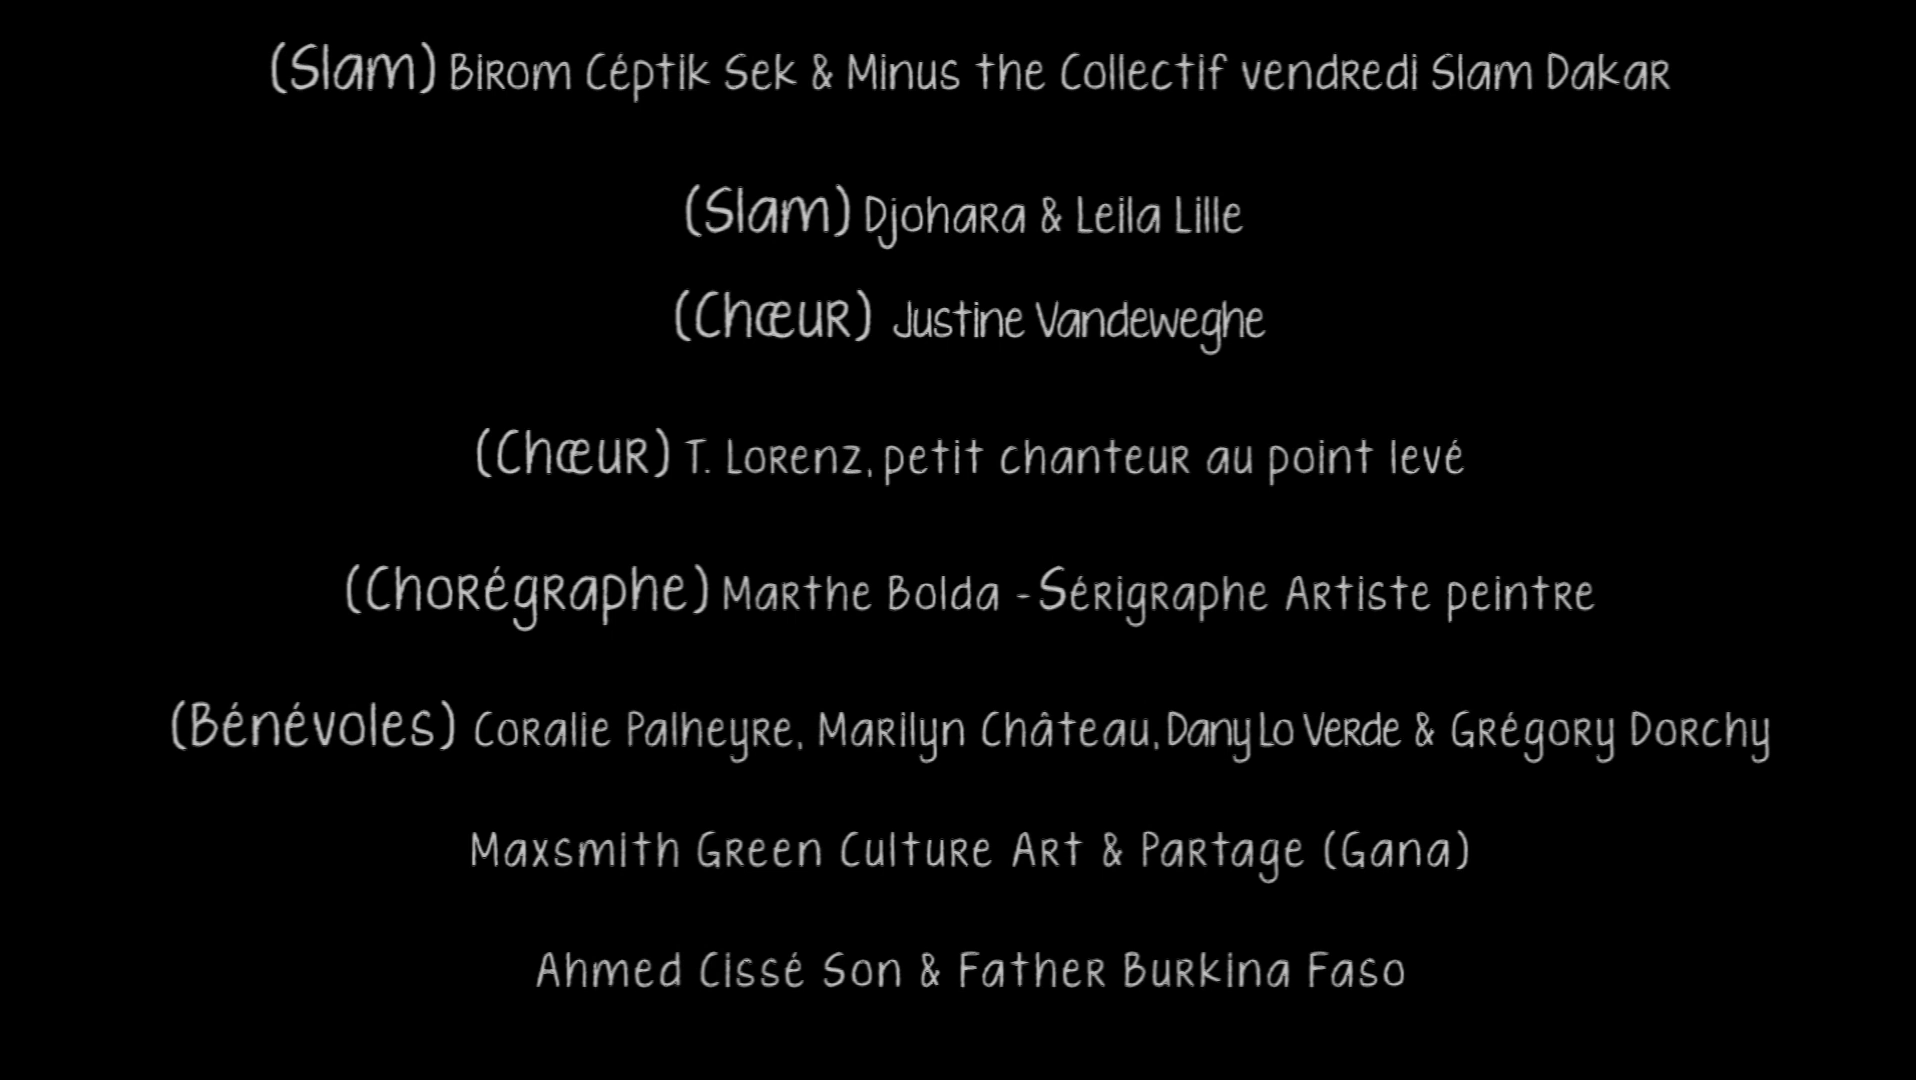 (Slam) Birom Céptik Sek & Minus the Collectif vendredi Slam Dakar
(Slam) Djohara & Leila Lille
(Chœur) Justine Vandeweghe
(Chœur) T. Lorenz, petit chanteur au point levé
(Chorégraphe) Marthe Bolda - Sérigraphe Artiste peintre
(Bénévoles) Coralie Palheyre, Marilyn Château, Dany Lo Verde & Grégory Dorchy
Maxsmith Green Culture Art & Partage (Gana)
Ahmed Cissé Son & Father Burkina Faso